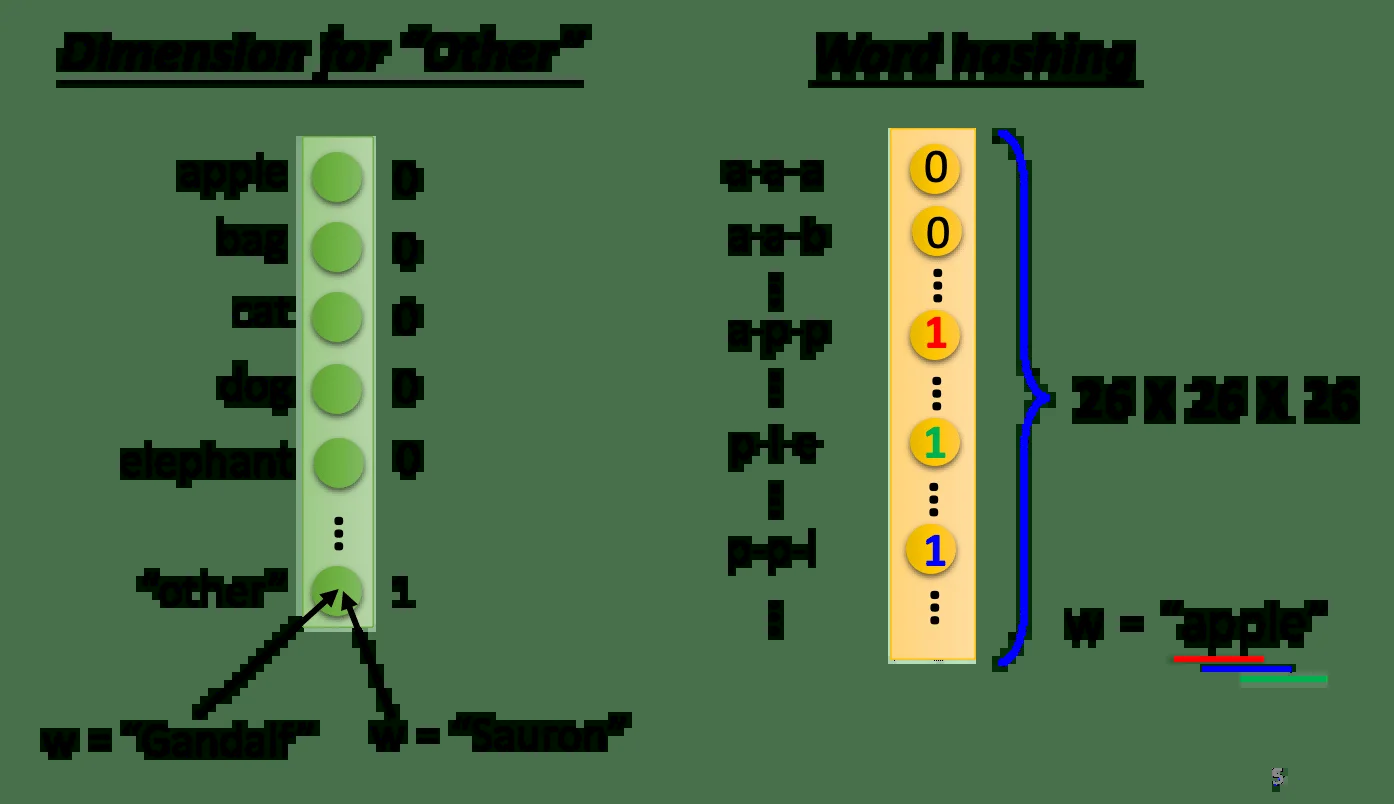 Dimension for “Other”
apple 0
bag 0
cat 0
dog 0
elephant 0
“other” 1
w = “Gandalf”
w = “Sauron”
Word hashing
a-a-a 0
a-a-b 0
a-p-p 1
p-l-e 1
p-p-l 1
26 X 26 X 26
w = “apple”
5